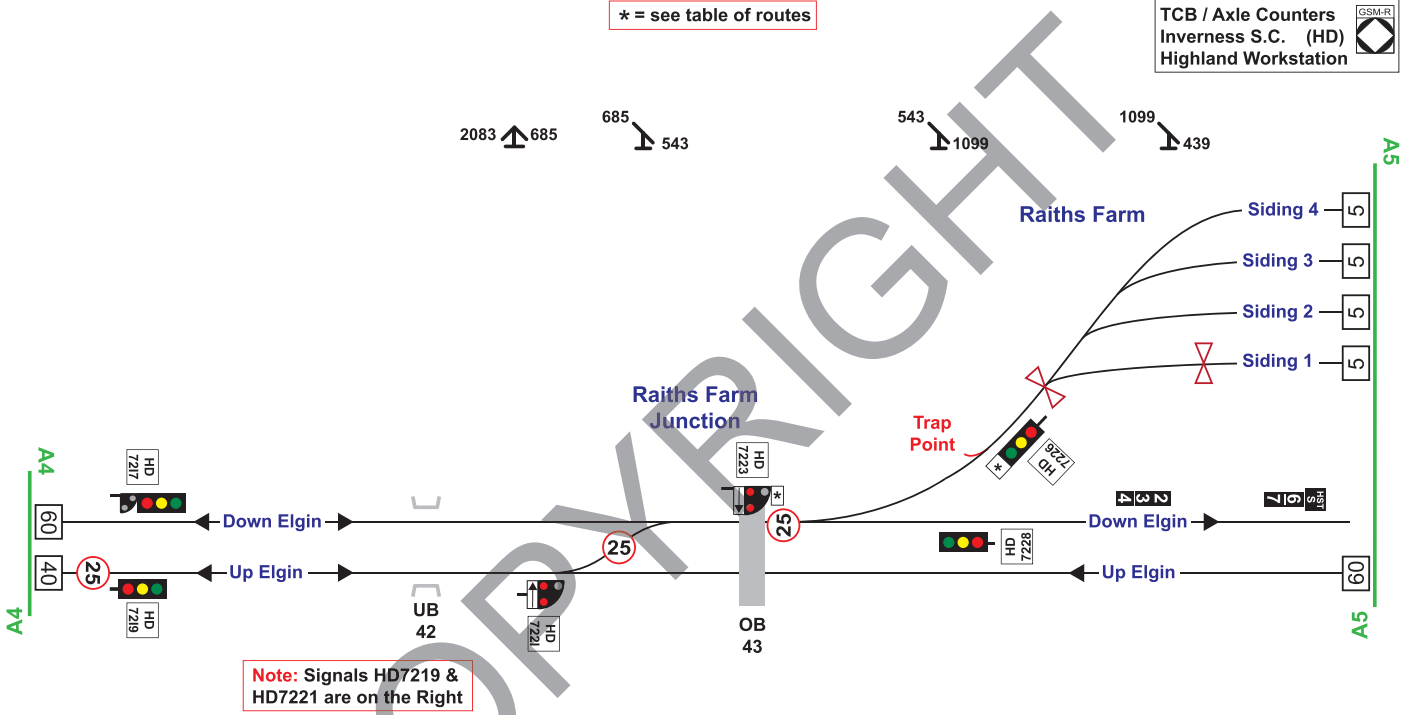 * = see table of routes
TCB / Axle Counters
Inverness S.C. (HD)
Highland Workstation
GSM-R
2083 685
685
543
543
1099
1099
439
A5
Raiths Farm
Siding 4 5
Siding 3 5
Siding 2 5
Siding 1 5
Raiths Farm
Junction
Trap
Point
A4
HD
7217
HD
7223
*
HD
7226
*
60 Down Elgin
25
2
3
4
HST
S
6
7
Down Elgin
25
HD
7228
40 25 Up Elgin
Up Elgin 60
HD
7219
HD
7221
A4
UB
42
OB
43
A5
Note: Signals HD7219 &
HD7221 are on the Right
OPYRIGHT